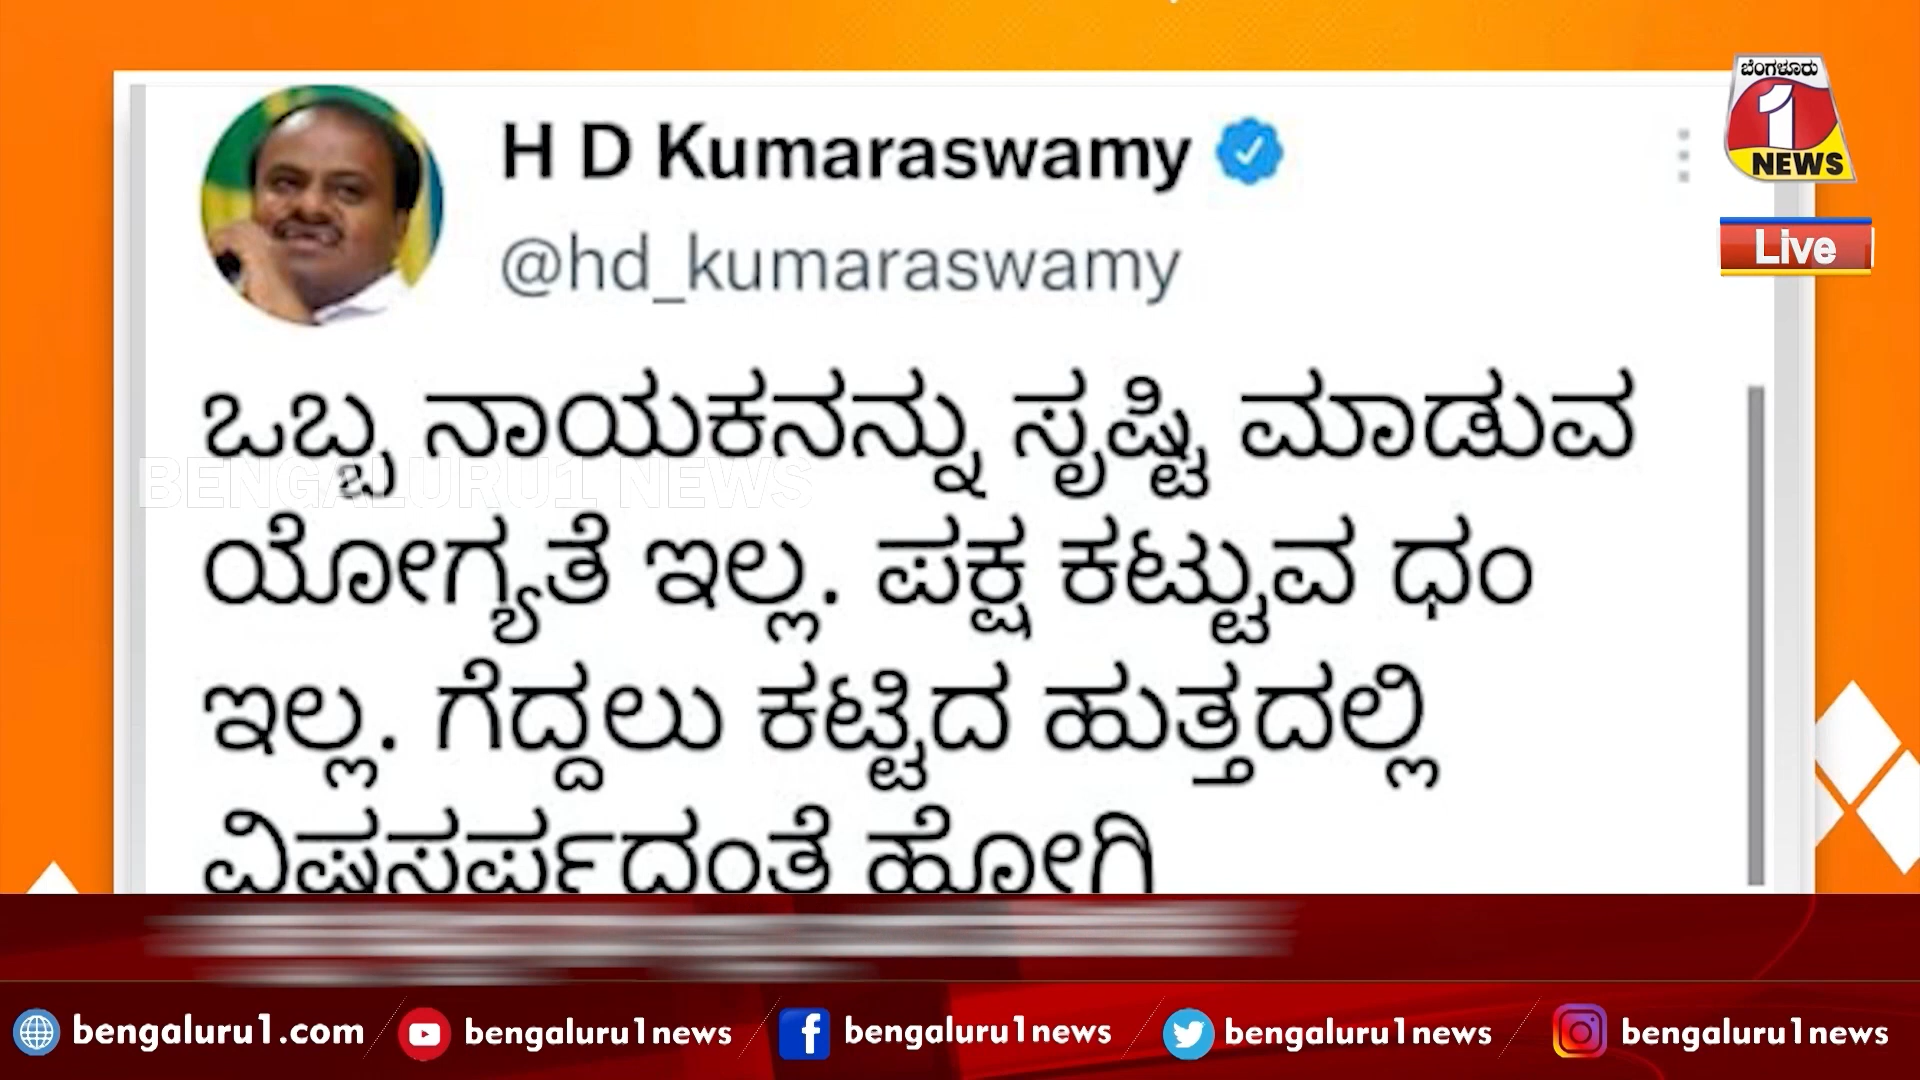 H D Kumaraswamy
@hd_kumaraswamy
ಬೆಂಗಳೂರು
1
NEWS
Live
ಒಬ್ಬ ನಾಯಕನನ್ನು ಸೃಷ್ಟಿ ಮಾಡುವ
BENGALURU1 NEWS
ಯೋಗ್ಯತೆ ಇಲ್ಲ. ಪಕ್ಷ ಕಟ್ಟುವ ಧಂ
ಇಲ್ಲ. ಗೆದ್ದಲು ಕಟ್ಟಿದ ಹುತ್ತದಲ್ಲಿ
ವಿಷಸರ್ಪದಂತೆ ಹೋಗಿ
bengaluru1.com bengaluru1news bengaluru1news bengaluru1news bengaluru1news